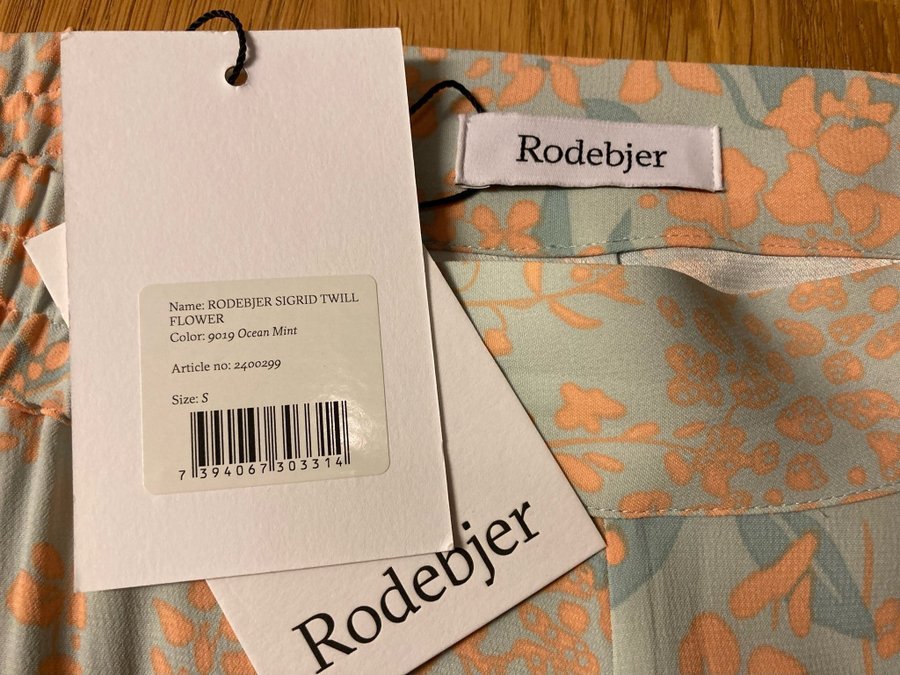 Rodebjer
Name: RODEBJER SIGRID TWILL
FLOWER
Color: 9019 Ocean Mint
Article no: 2400299
Size: S
7 394067 303314
Rodebjer